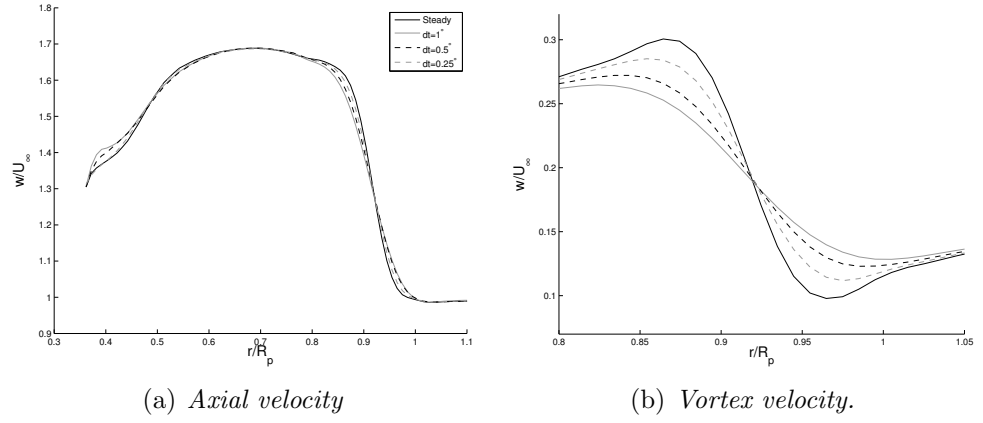 1.8
1.7
1.6
1.5
1.4
1.3
1.2
1.1
1
0.9
w/U∞
0.3 0.4 0.5 0.6 0.7 0.8 0.9 1 1.1
r/Rp
Steady
dt=1°
dt=0.5°
dt=0.25°
(a) Axial velocity
0.3
0.25
0.2
0.15
0.1
w/U∞
0.8 0.85 0.9 0.95 1 1.05
r/Rp
(b) Vortex velocity.